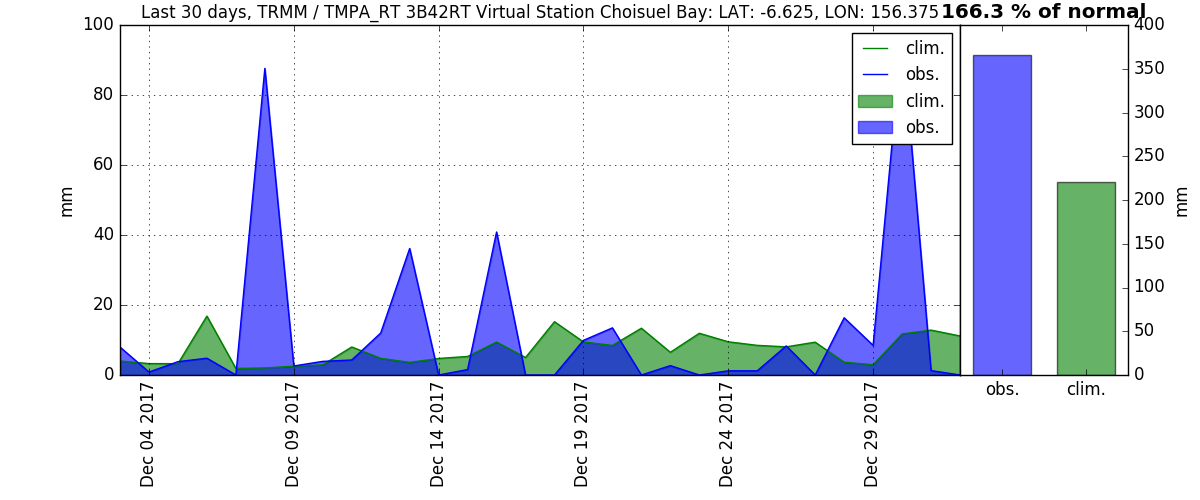 Last 30 days, TRMM / TMPA_RT 3B42RT Virtual Station Choisuel Bay: LAT: -6.625, LON: 156.375
166.3 % of normal
100
80
60
40
20
0
mm
clim.
obs.
clim.
obs.
Dec 04 2017
Dec 09 2017
Dec 14 2017
Dec 19 2017
Dec 24 2017
Dec 29 2017
400
350
300
250
200
150
100
50
0
mm
obs.
clim.